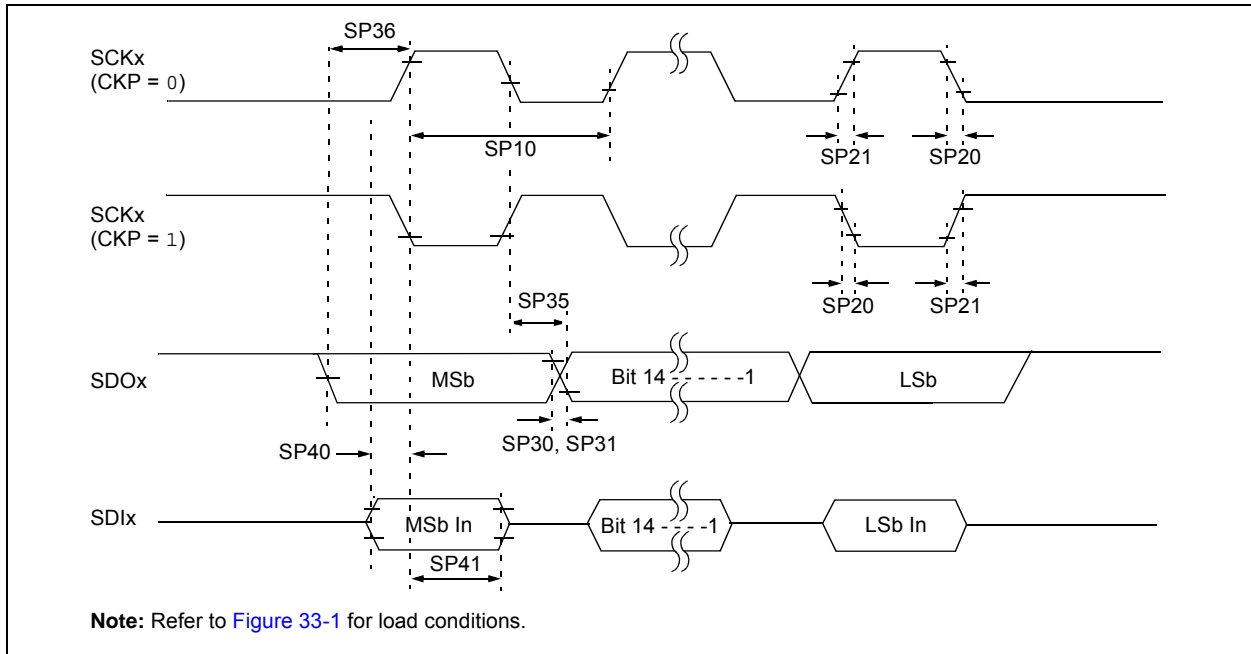 SP36
SCKx
(CKP = 0)
SP10
SP21
SP20
SCKx
(CKP = 1)
SP35
SP20
SP21
SDOx
MSb
Bit 14 - - - - - -1
LSb
SP30, SP31
SP40
SDIx
MSb In
Bit 14 - - - -1
LSb In
SP41
Note: Refer to Figure 33-1 for load conditions.